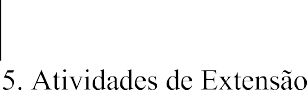 5. Atividades de Extensão